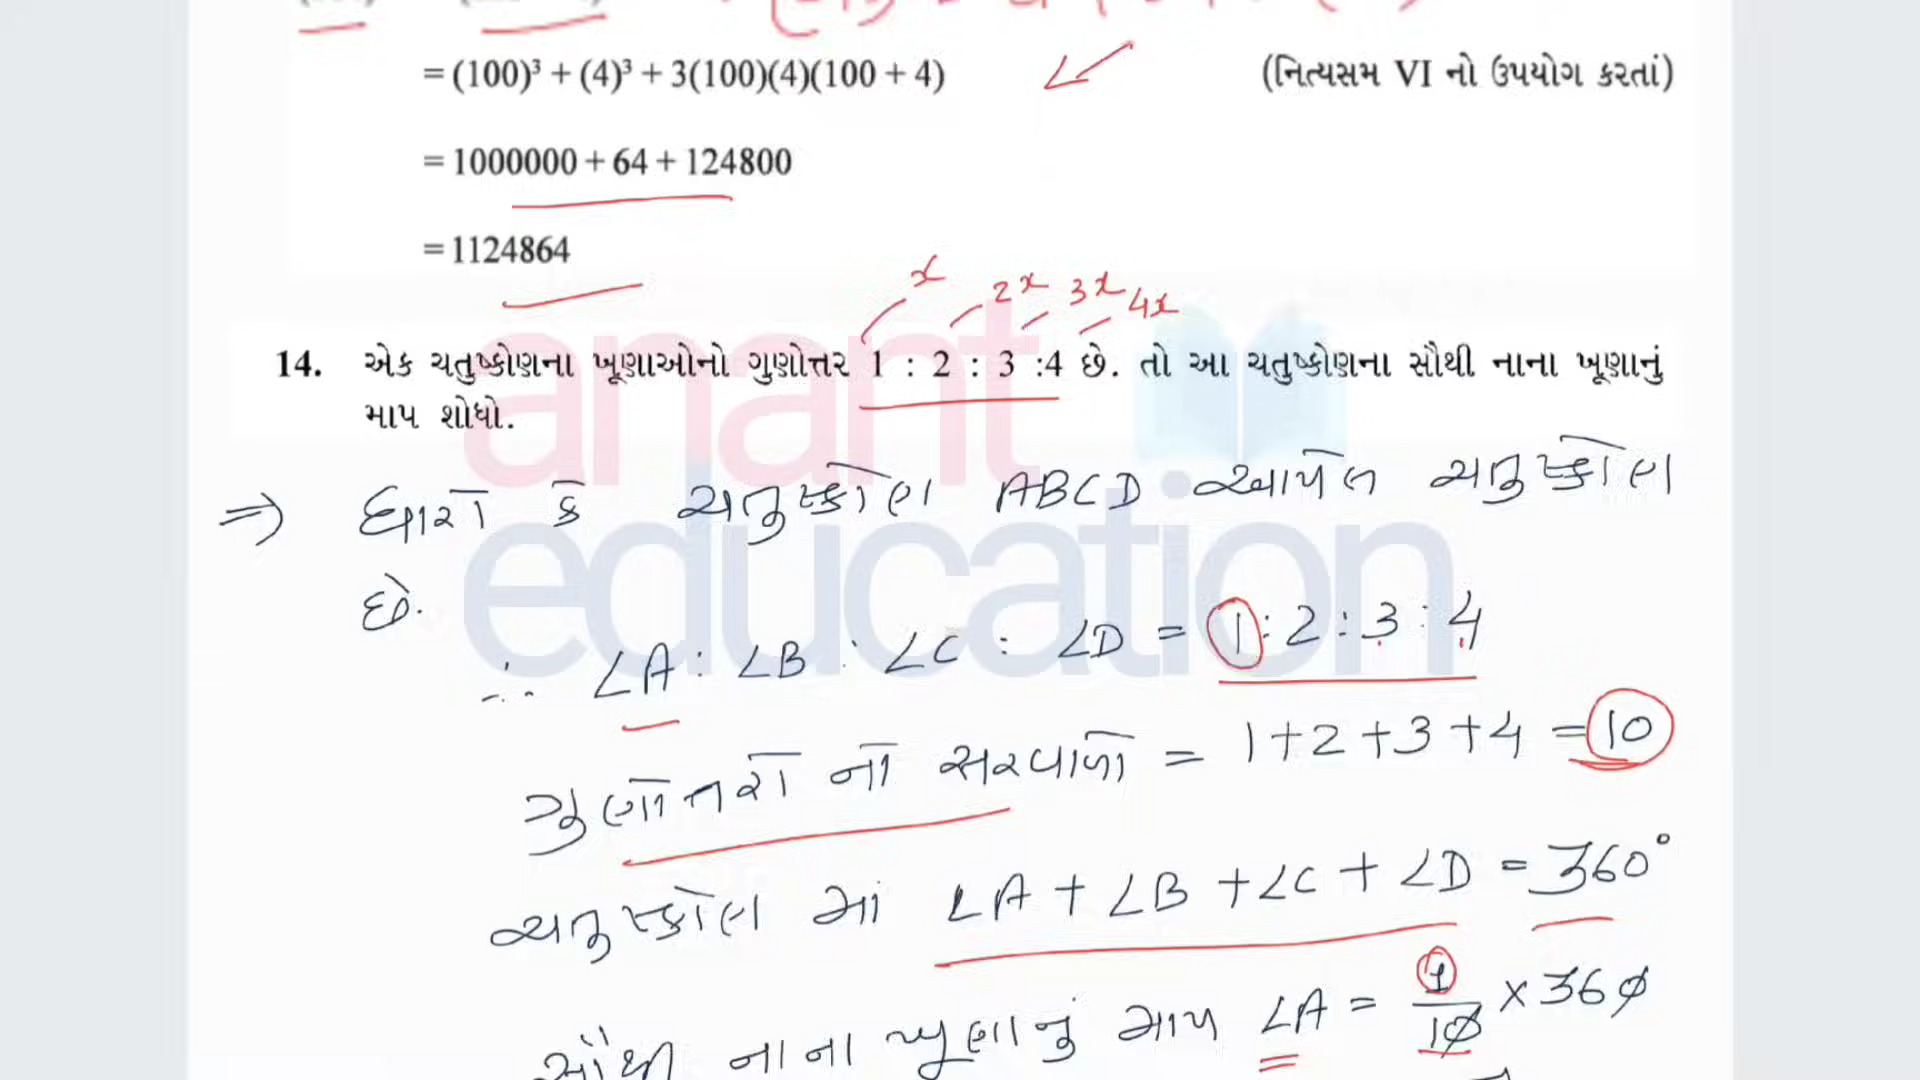 = (100)³ + (4)³ + 3(100)(4)(100 + 4) (નિત્યસમ VI નો ઉપયોગ કરતાં)
= 1000000 + 64 + 124800
= 1124864
x 2x 3x 4x
14. એક ચતુષ્કોણના ખૂણાઓનો ગુણોત્તર 1 : 2 : 3 :4 છે. તો આ ચતુષ્કોણના સૌથી નાના ખૂણાનું
માપ શોધો.
anant
education
⇒ ધારો કે ચતુષ્કોણ ABCD આપેલ ચતુષ્કોણ
છે.
∴ ∠A : ∠B : ∠C : ∠D = 1 : 2 : 3 : 4
ગુણોતરો નો સરવાળો = 1+2+3+4 = 10
ચતુષ્કોણ માં ∠A + ∠B + ∠C + ∠D = 360°
સૌથી નાના ખુણાનું માપ ∠A = 1/10 × 360